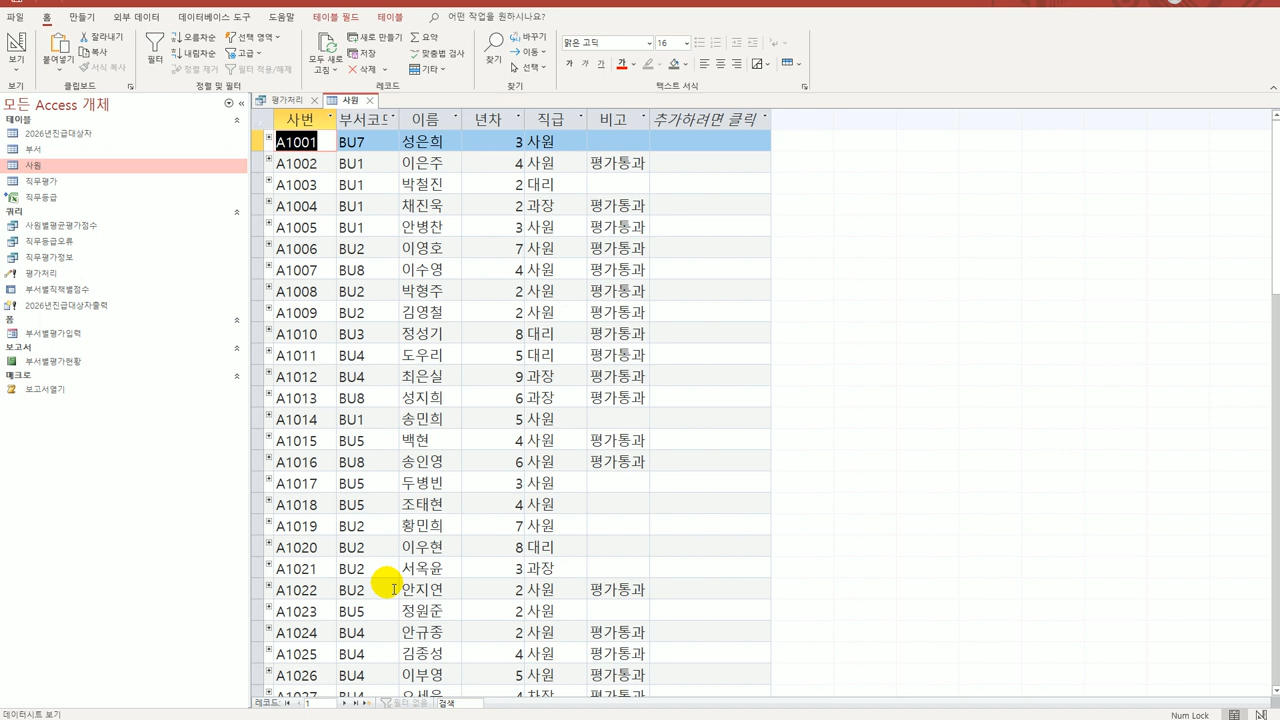 파일 홈 만들기 외부 데이터 데이터베이스 도구 도움말 테이블 필드 테이블 어떤 작업을 원하시나요?
보기 붙여넣기 잘라내기 복사 서식 복사 필터 오름차순 내림차순 정렬 제거 선택 영역 고급 필터 적용/해제 모두 새로 고침 새로 만들기 저장 삭제 요약 맞춤법 검사 기타 찾기 바꾸기 이동 선택 맑은 고딕 16 가 가 가 가
보기 클립보드 정렬 및 필터 레코드 찾기 텍스트 서식
모든 Access 개체
테이블
2026년진급대상자
부서
사원
직무평가
직무등급
쿼리
사원별평균평가점수
직무등급오류
직무평가정보
평가처리
부서별직책별점수
2026년진급대상자출력
폼
부서별평가입력
보고서
부서별평가현황
매크로
보고서열기
평가처리 사원
사번 부서코드 이름 년차 직급 비고 추가하려면 클릭
A1001 BU7 성은희 3 사원
A1002 BU1 이은주 4 사원 평가통과
A1003 BU1 박철진 2 대리
A1004 BU1 채진욱 2 과장 평가통과
A1005 BU1 안병찬 3 사원 평가통과
A1006 BU2 이영호 7 사원 평가통과
A1007 BU8 이수영 4 사원 평가통과
A1008 BU2 박형주 2 사원 평가통과
A1009 BU2 김영철 2 사원 평가통과
A1010 BU3 정성기 8 대리 평가통과
A1011 BU4 도우리 5 대리 평가통과
A1012 BU4 최은실 9 과장 평가통과
A1013 BU8 성지희 6 과장 평가통과
A1014 BU1 송민희 5 사원
A1015 BU5 백현 4 사원 평가통과
A1016 BU8 송인영 6 사원 평가통과
A1017 BU5 두병빈 3 사원
A1018 BU5 조태현 4 사원
A1019 BU2 황민희 7 사원
A1020 BU2 이우현 8 대리
A1021 BU2 서옥윤 3 과장
A1022 BU2 안지연 2 사원 평가통과
A1023 BU5 정원준 2 사원
A1024 BU4 안규종 2 사원 평가통과
A1025 BU4 김종성 4 사원 평가통과
A1026 BU4 이부영 5 사원 평가통과
A1027 BU4 4 차장 평가통과
레코드: 1 필터 없음 검색
데이터시트 보기 Num Lock